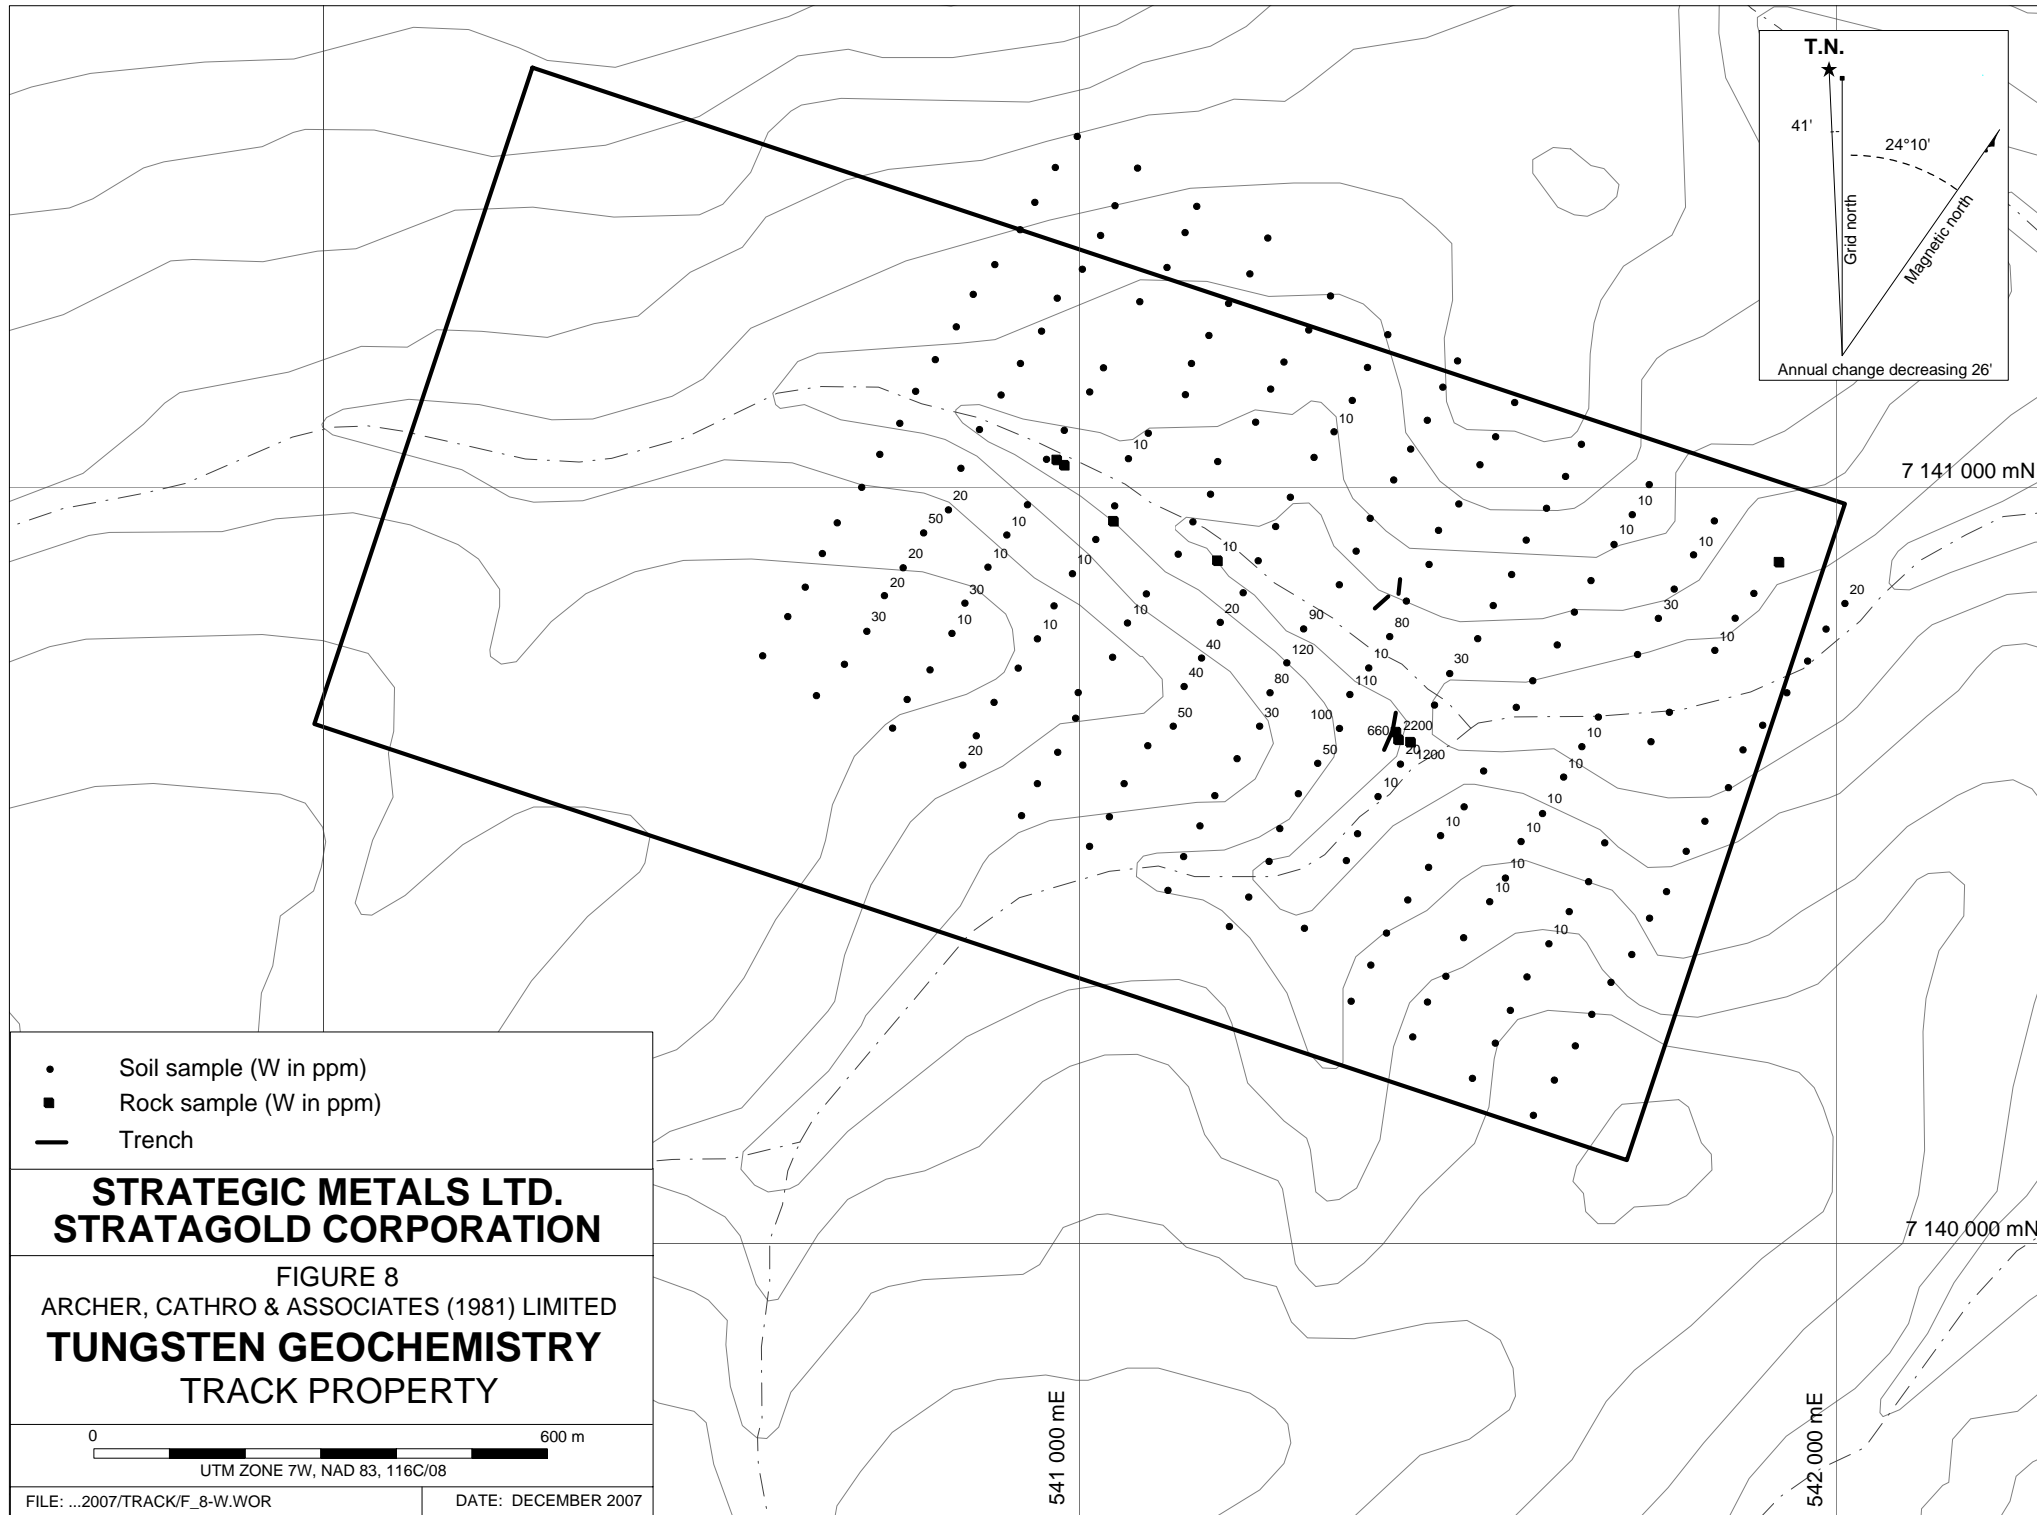 T.N.
41'
24°10'
Grid north
Magnetic north
Annual change decreasing 26'
10
10
7 141 000 mN
20
10
50
10
10
10
20
10
10
10
10
20
30
20
30
20
30
10
10
10
90
80
10
40
120
10
30
40
80
110
50
30
100
660
2200
10
20
50
20
1200
10
10
10
10
10
10
10
10
Soil sample (W in ppm)
Rock sample (W in ppm)
Trench
STRATEGIC METALS LTD.
STRATAGOLD CORPORATION
7 140 000 mN
FIGURE 8
ARCHER, CATHRO & ASSOCIATES (1981) LIMITED
TUNGSTEN GEOCHEMISTRY
TRACK PROPERTY
541 000 mE
542 000 mE
0 600 m
UTM ZONE 7W, NAD 83, 116C/08
FILE: ...2007/TRACK/F_8-W.WOR
DATE: DECEMBER 2007